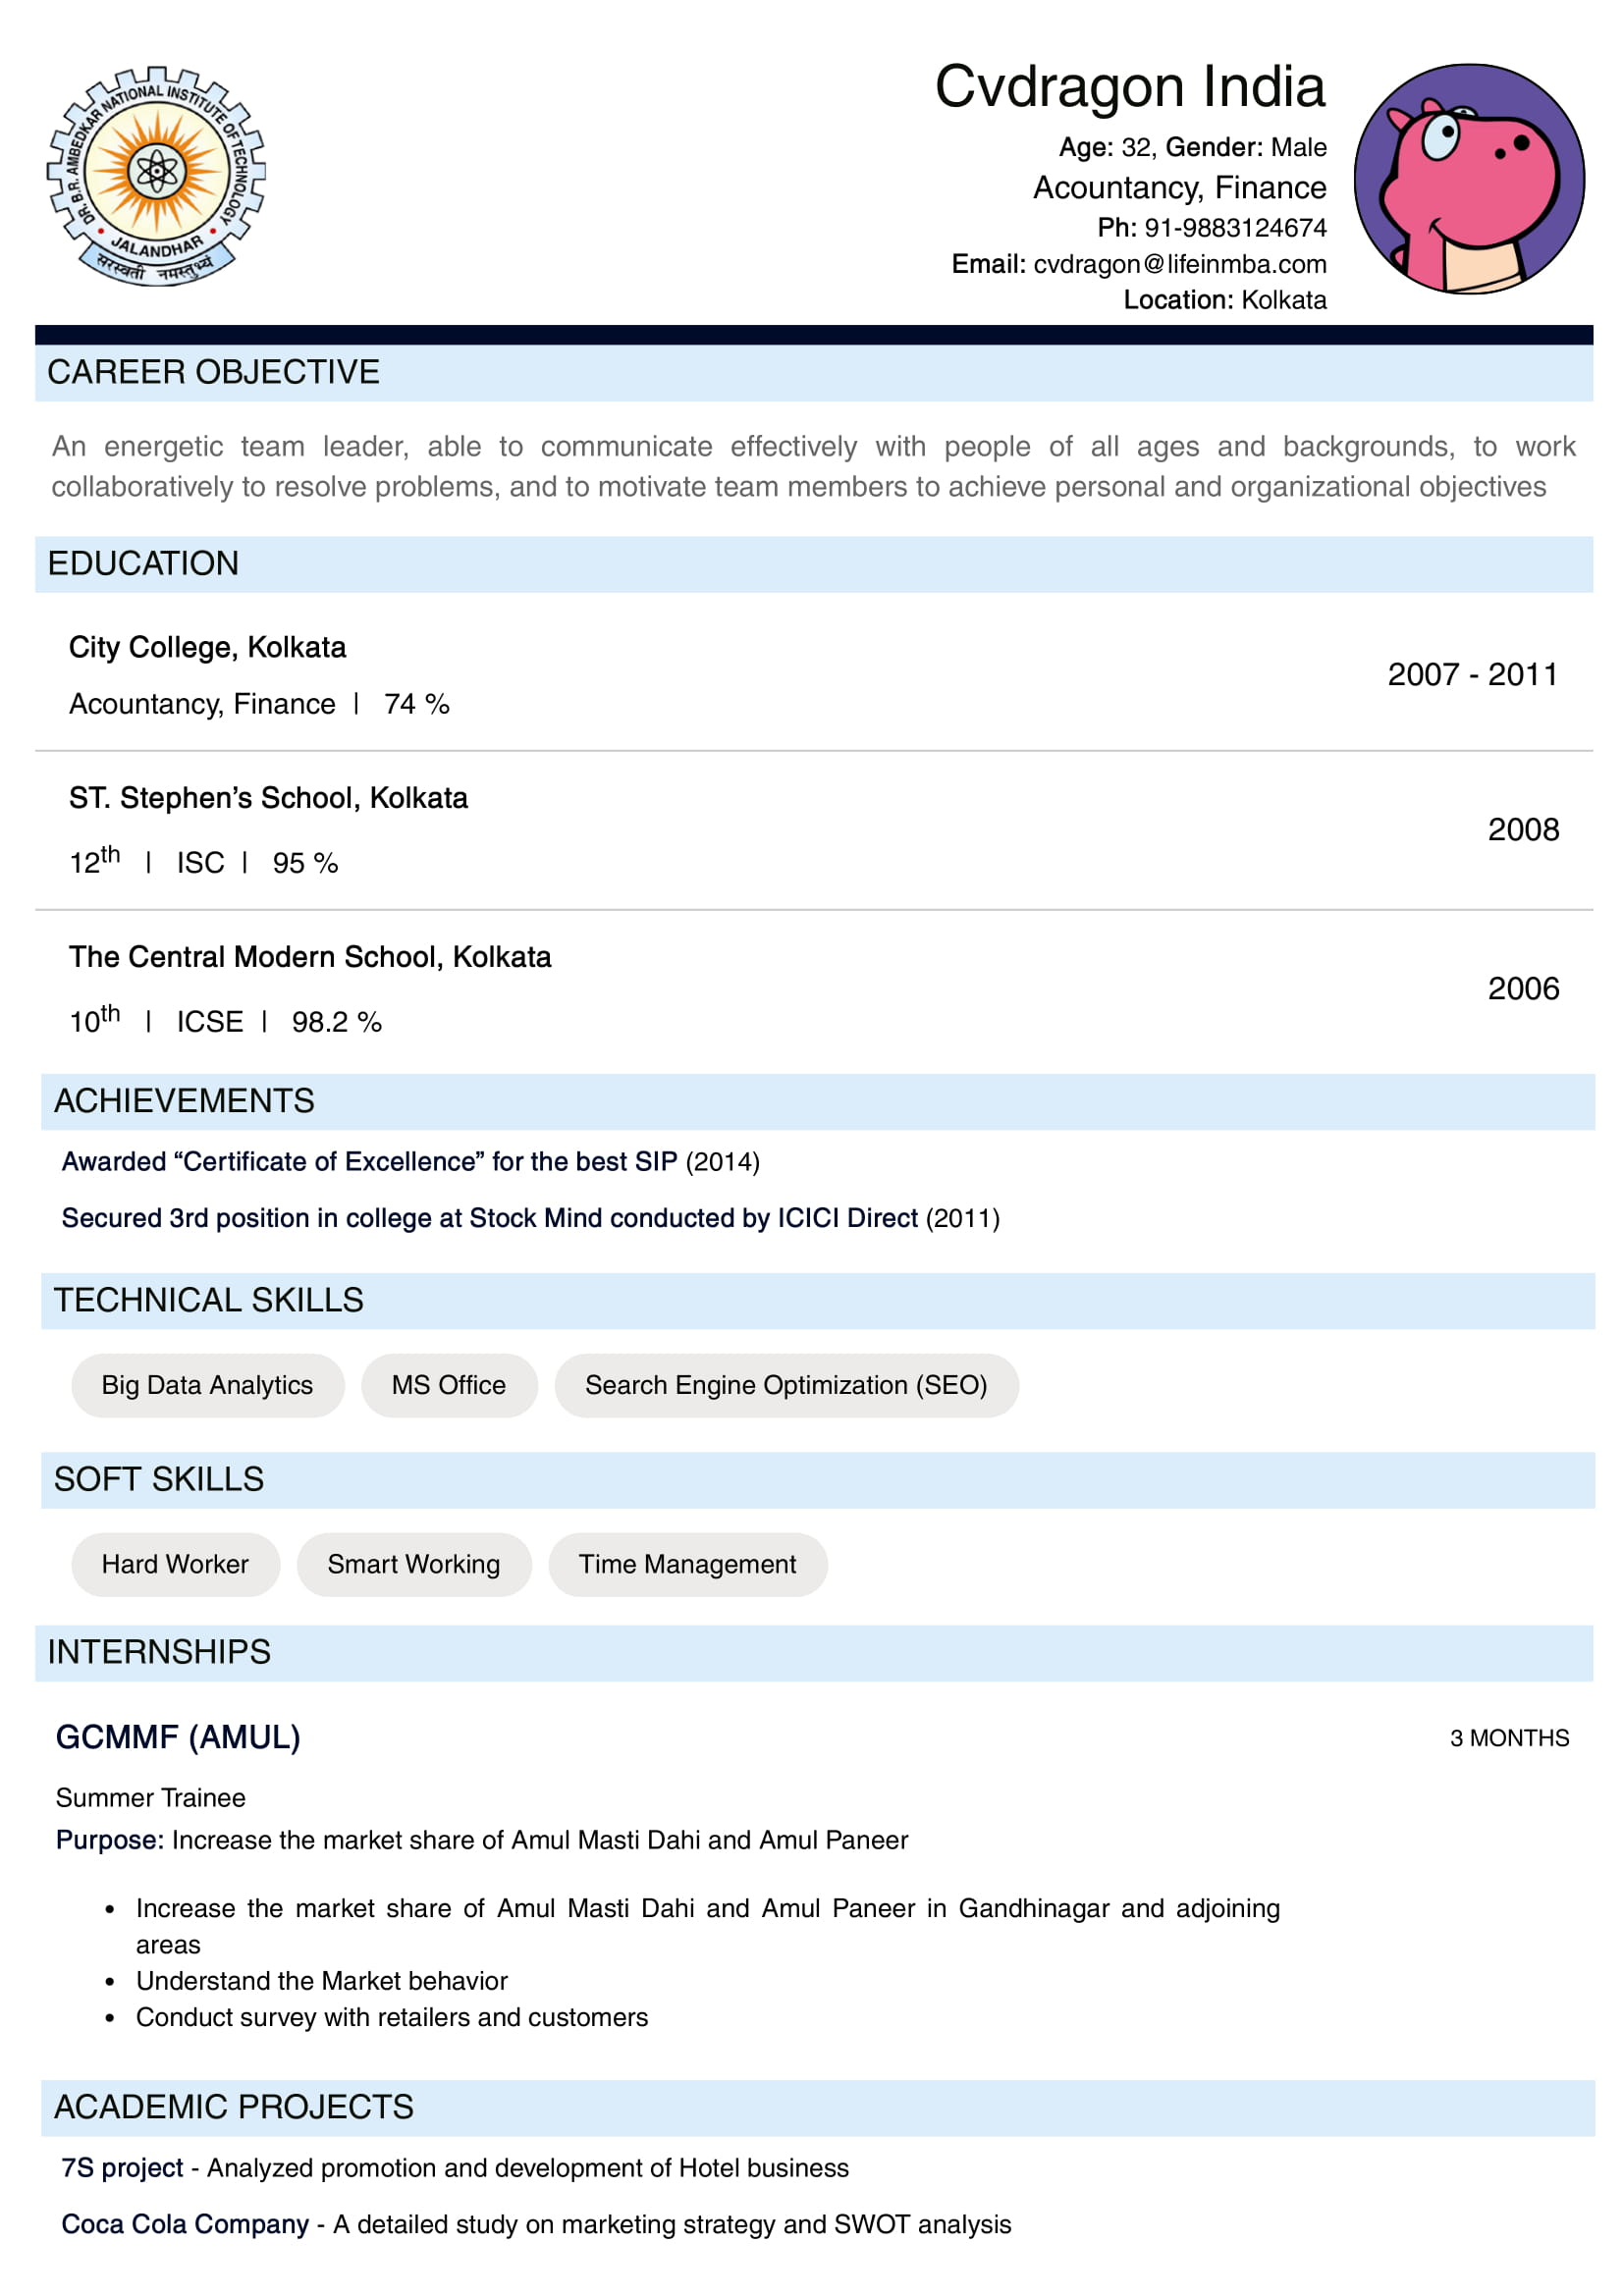 DR. B.R. AMBEDKAR NATIONAL INSTITUTE OF TECHNOLOGY
JALANDHAR
सरस्वती नमस्तुभ्यं
Cvdragon India
Age: 32, Gender: Male
Acountancy, Finance
Ph: 91-9883124674
Email: cvdragon@lifeinmba.com
Location: Kolkata
CAREER OBJECTIVE
An energetic team leader, able to communicate effectively with people of all ages and backgrounds, to work
collaboratively to resolve problems, and to motivate team members to achieve personal and organizational objectives
EDUCATION
City College, Kolkata
2007 - 2011
Acountancy, Finance | 74 %
ST. Stephen’s School, Kolkata
2008
12th | ISC | 95 %
The Central Modern School, Kolkata
2006
10th | ICSE | 98.2 %
ACHIEVEMENTS
Awarded “Certificate of Excellence” for the best SIP (2014)
Secured 3rd position in college at Stock Mind conducted by ICICI Direct (2011)
TECHNICAL SKILLS
Big Data Analytics MS Office Search Engine Optimization (SEO)
SOFT SKILLS
Hard Worker Smart Working Time Management
INTERNSHIPS
GCMMF (AMUL) 3 MONTHS
Summer Trainee
Purpose: Increase the market share of Amul Masti Dahi and Amul Paneer
• Increase the market share of Amul Masti Dahi and Amul Paneer in Gandhinagar and adjoining
areas
• Understand the Market behavior
• Conduct survey with retailers and customers
ACADEMIC PROJECTS
7S project - Analyzed promotion and development of Hotel business
Coca Cola Company - A detailed study on marketing strategy and SWOT analysis